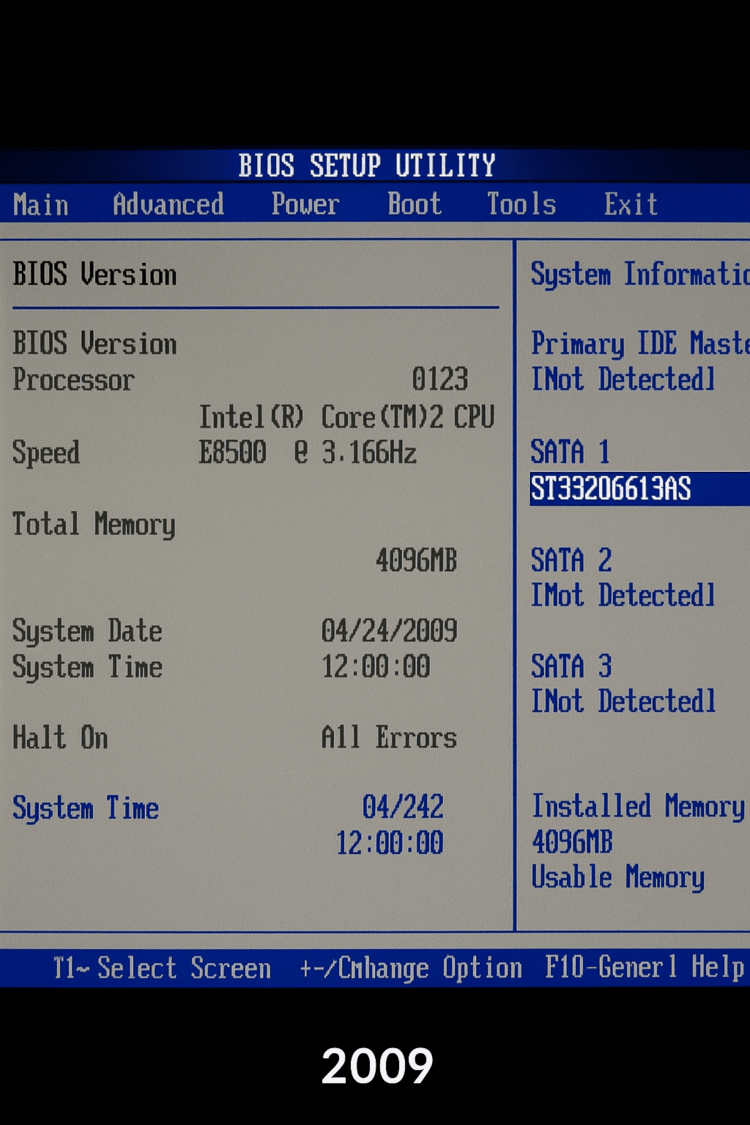 BIOS SETUP UTILITY
Main Advanced Power Boot Tools Exit
BIOS Version
BIOS Version
Processor 0123
Intel(R) Core(TM)2 CPU
Speed E8500 @ 3.166Hz
Total Memory
4096MB
System Date 04/24/2009
System Time 12:00:00
Halt On All Errors
System Time 04/242
12:00:00
System Informatio
Primary IDE Maste
[Not Detected]
SATA 1
ST33206613AS
SATA 2
[Mot Detected]
SATA 3
[Not Detected]
Installed Memory
4096MB
Usable Memory
T1~ Select Screen +-/Cmhange Option F10-Generl Help
2009